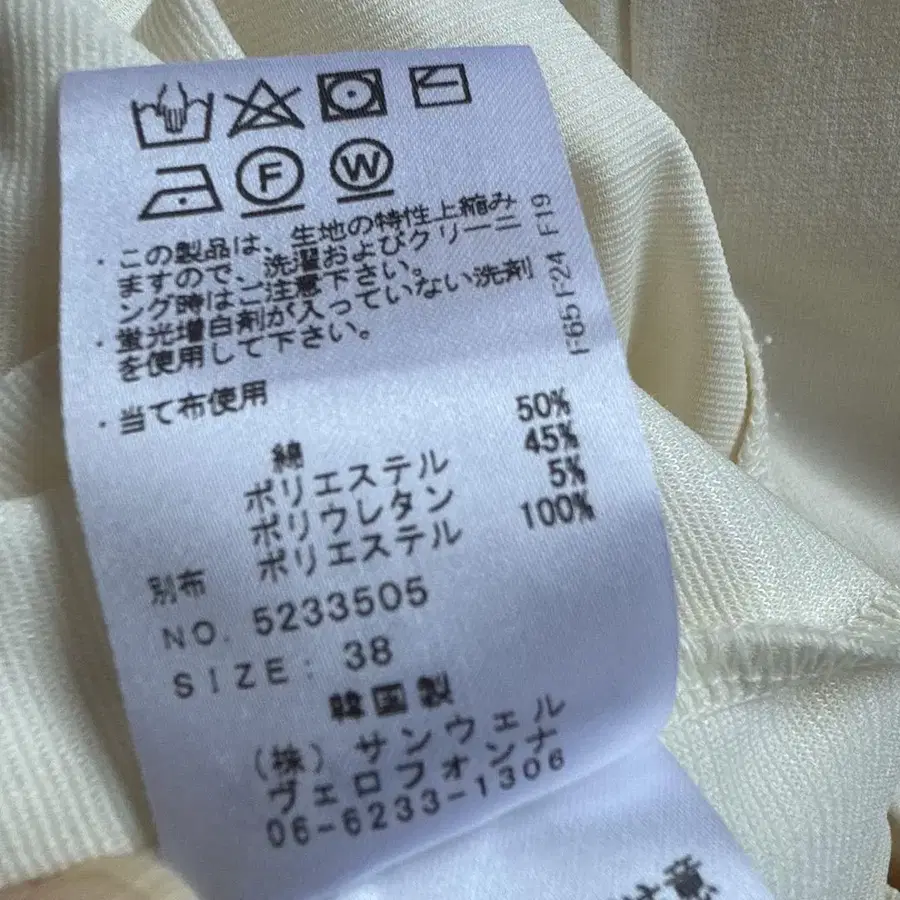 F W
・この製品は、生地の特性上縮み
ますので、洗濯およびクリーニ
ング時はご注意下さい。
・蛍光増白剤が入っていない洗剤
を使用して下さい。
・当て布使用
F65 F24 F19
綿 50%
ポリエステル 45%
ポリウレタン 5%
別布 ポリエステル 100%
NO. 5233505
SIZE: 38
韓国製
(株) サンウェル
ヴェロフォンナ
06-6233-1306